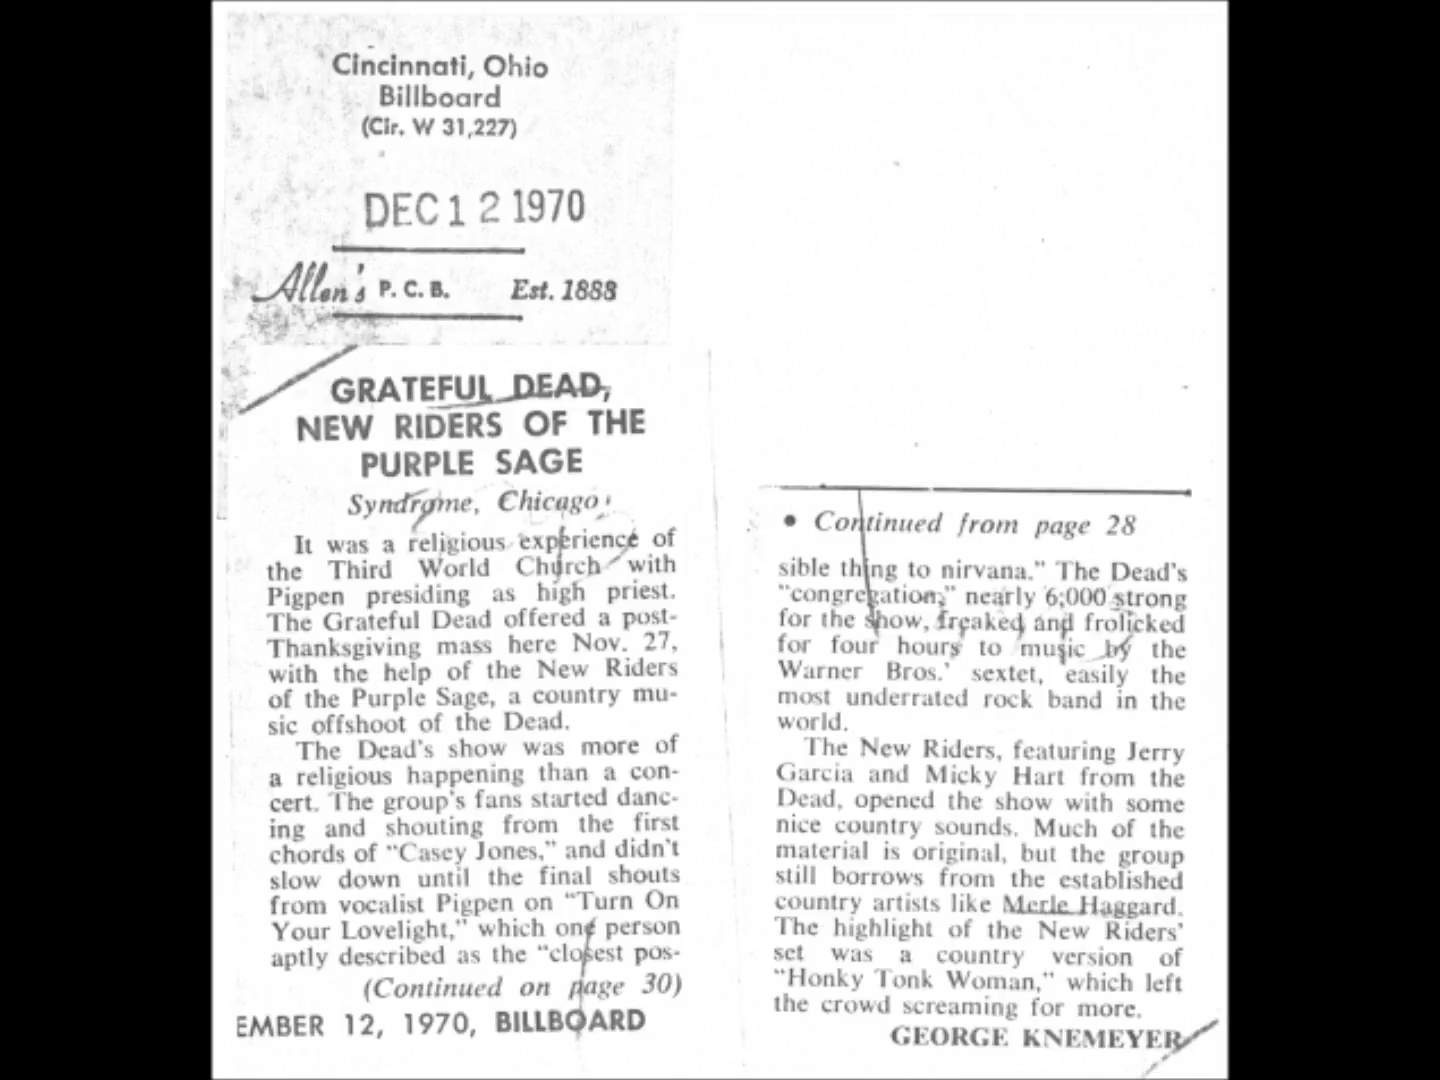 Cincinnati, Ohio
Billboard
(Cir. W 31,227)
DEC 12 1970
Allen's P. C. B. Est. 1888
GRATEFUL DEAD,
NEW RIDERS OF THE
PURPLE SAGE
Syndrome, Chicago
It was a religious experience of
the Third World Church with
Pigpen presiding as high priest.
The Grateful Dead offered a post-
Thanksgiving mass here Nov. 27,
with the help of the New Riders
of the Purple Sage, a country mu-
sic offshoot of the Dead.
The Dead's show was more of
a religious happening than a con-
cert. The group's fans started danc-
ing and shouting from the first
chords of "Casey Jones," and didn't
slow down until the final shouts
from vocalist Pigpen on "Turn On
Your Lovelight," which one person
aptly described as the "closest pos-
(Continued on page 30)
EMBER 12, 1970, BILLBOARD
• Continued from page 28
sible thing to nirvana." The Dead's
"congregation," nearly 6,000 strong
for the show, freaked and frolicked
for four hours to music by the
Warner Bros.' sextet, easily the
most underrated rock band in the
world.
The New Riders, featuring Jerry
Garcia and Micky Hart from the
Dead, opened the show with some
nice country sounds. Much of the
material is original, but the group
still borrows from the established
country artists like Merle Haggard.
The highlight of the New Riders'
set was a country version of
"Honky Tonk Woman," which left
the crowd screaming for more.
GEORGE KNEMEYER